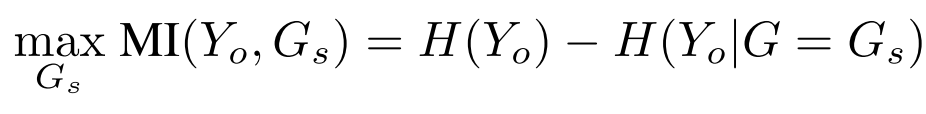 max_{G_s} MI(Y_o, G_s) = H(Y_o) − H(Y_o|G = G_s)